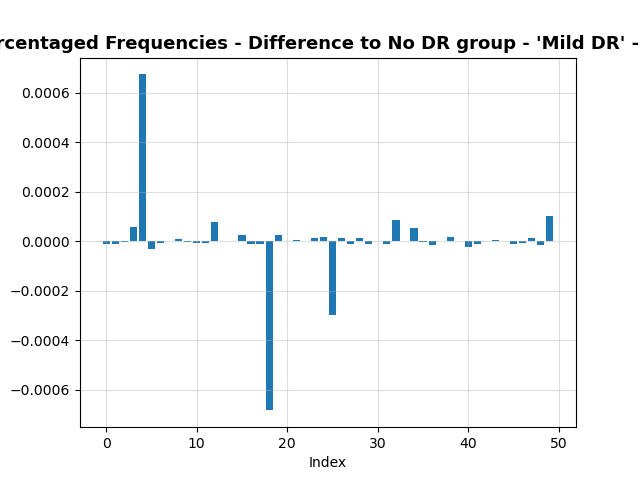 rcentaged Frequencies - Difference to No DR group - 'Mild DR' -
0.0006
0.0004
0.0002
0.0000
−0.0002
−0.0004
−0.0006
0 10 20 30 40 50
Index